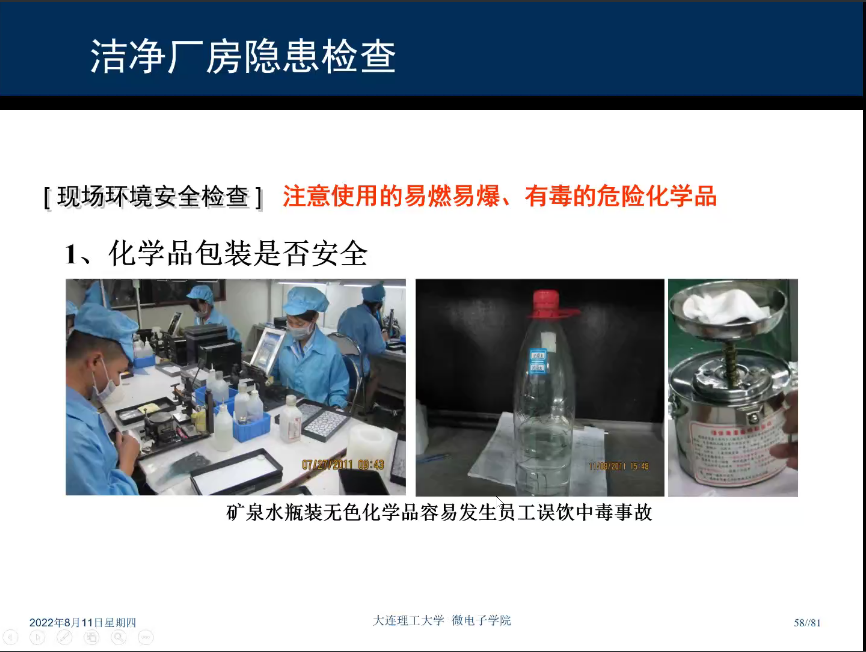 洁净厂房隐患检查
[ 现场环境安全检查 ] 注意使用的易燃易爆、有毒的危险化学品
1、化学品包装是否安全
07/29/2011 09:43
矿泉水瓶装无色化学品容易发生员工误饮中毒事故
2022年8月11日星期四
大连理工大学 微电子学院
58//81